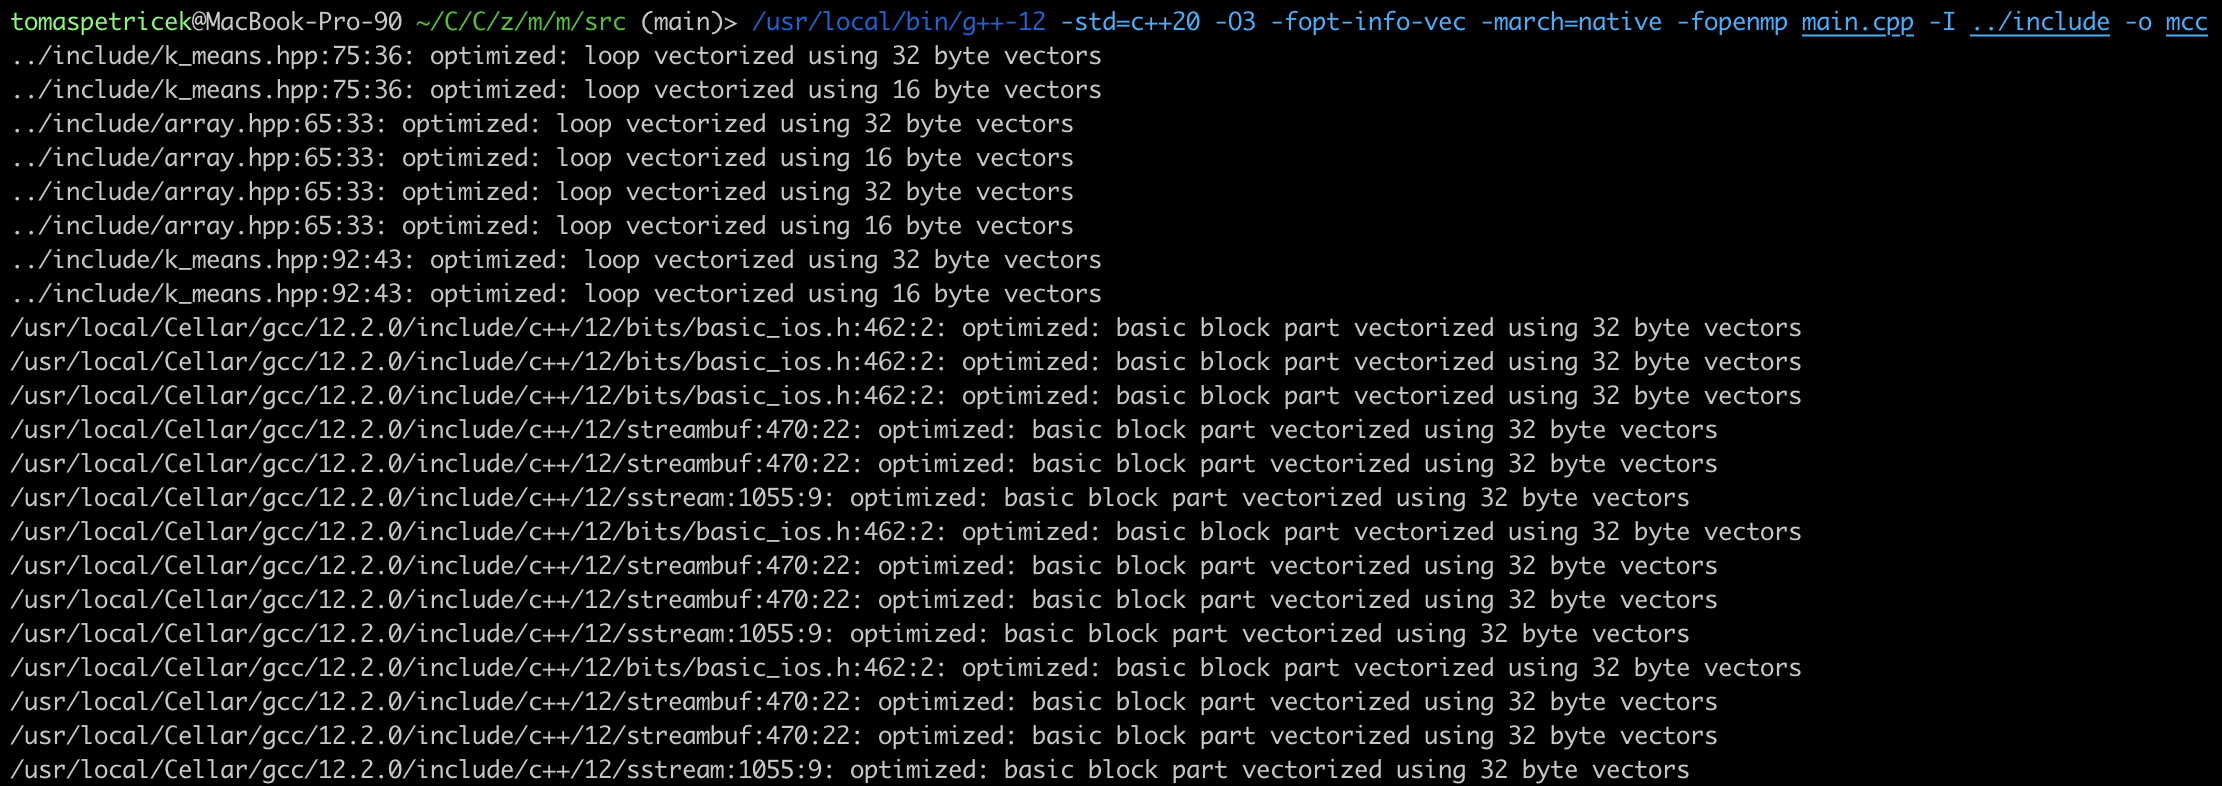 tomaspetricek@MacBook-Pro-90 ~/C/C/z/m/m/src (main)> /usr/local/bin/g++-12 -std=c++20 -O3 -fopt-info-vec -march=native -fopenmp main.cpp -I ../include -o mcc
../include/k_means.hpp:75:36: optimized: loop vectorized using 32 byte vectors
../include/k_means.hpp:75:36: optimized: loop vectorized using 16 byte vectors
../include/array.hpp:65:33: optimized: loop vectorized using 32 byte vectors
../include/array.hpp:65:33: optimized: loop vectorized using 16 byte vectors
../include/array.hpp:65:33: optimized: loop vectorized using 32 byte vectors
../include/array.hpp:65:33: optimized: loop vectorized using 16 byte vectors
../include/k_means.hpp:92:43: optimized: loop vectorized using 32 byte vectors
../include/k_means.hpp:92:43: optimized: loop vectorized using 16 byte vectors
/usr/local/Cellar/gcc/12.2.0/include/c++/12/bits/basic_ios.h:462:2: optimized: basic block part vectorized using 32 byte vectors
/usr/local/Cellar/gcc/12.2.0/include/c++/12/bits/basic_ios.h:462:2: optimized: basic block part vectorized using 32 byte vectors
/usr/local/Cellar/gcc/12.2.0/include/c++/12/bits/basic_ios.h:462:2: optimized: basic block part vectorized using 32 byte vectors
/usr/local/Cellar/gcc/12.2.0/include/c++/12/streambuf:470:22: optimized: basic block part vectorized using 32 byte vectors
/usr/local/Cellar/gcc/12.2.0/include/c++/12/streambuf:470:22: optimized: basic block part vectorized using 32 byte vectors
/usr/local/Cellar/gcc/12.2.0/include/c++/12/sstream:1055:9: optimized: basic block part vectorized using 32 byte vectors
/usr/local/Cellar/gcc/12.2.0/include/c++/12/bits/basic_ios.h:462:2: optimized: basic block part vectorized using 32 byte vectors
/usr/local/Cellar/gcc/12.2.0/include/c++/12/streambuf:470:22: optimized: basic block part vectorized using 32 byte vectors
/usr/local/Cellar/gcc/12.2.0/include/c++/12/streambuf:470:22: optimized: basic block part vectorized using 32 byte vectors
/usr/local/Cellar/gcc/12.2.0/include/c++/12/sstream:1055:9: optimized: basic block part vectorized using 32 byte vectors
/usr/local/Cellar/gcc/12.2.0/include/c++/12/bits/basic_ios.h:462:2: optimized: basic block part vectorized using 32 byte vectors
/usr/local/Cellar/gcc/12.2.0/include/c++/12/streambuf:470:22: optimized: basic block part vectorized using 32 byte vectors
/usr/local/Cellar/gcc/12.2.0/include/c++/12/streambuf:470:22: optimized: basic block part vectorized using 32 byte vectors
/usr/local/Cellar/gcc/12.2.0/include/c++/12/sstream:1055:9: optimized: basic block part vectorized using 32 byte vectors